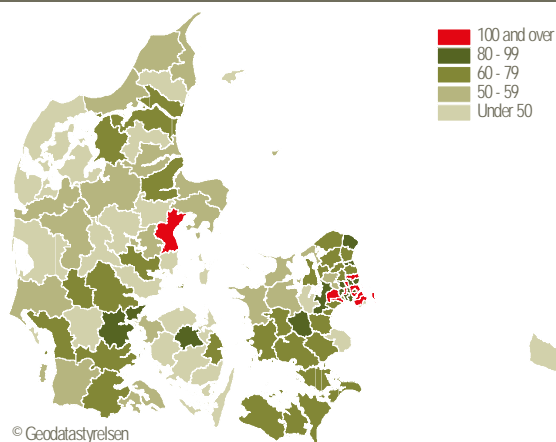 100 and over
80 - 99
60 - 79
50 - 59
Under 50
© Geodatastyrelsen